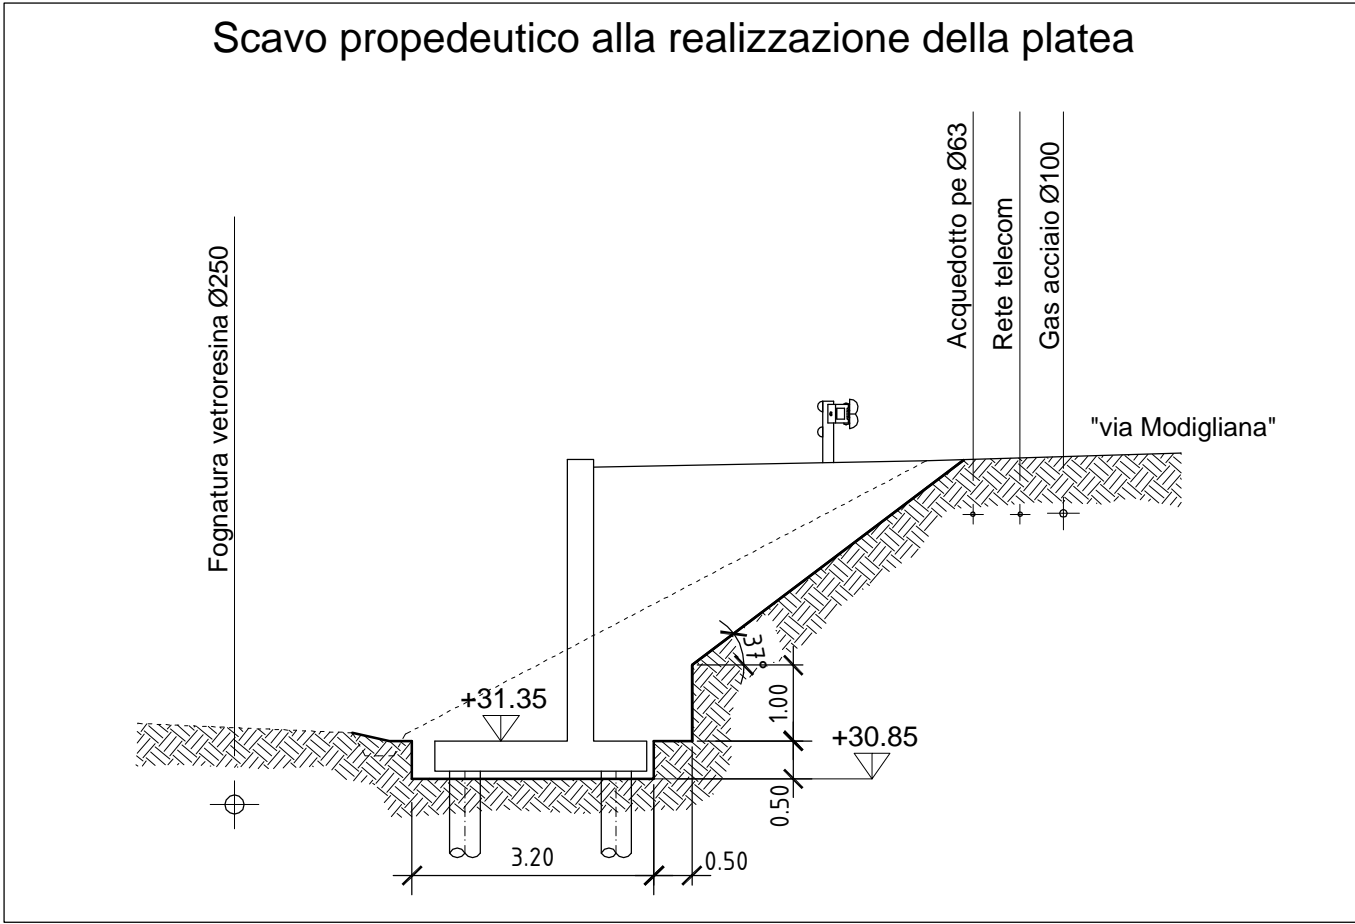 Scavo propedeutico alla realizzazione della platea
Fognatura vetroresina Ø250
Acquedotto pe Ø63
Rete telecom
Gas acciaio Ø100
"via Modigliana"
37°
+31.35
1.00
+30.85
0.50
3.20
0.50